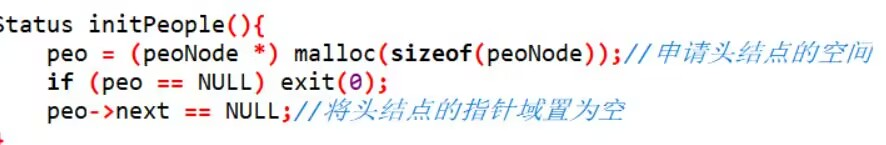 Status initPeople(){
peo = (peoNode *) malloc(sizeof(peoNode));//申请头结点的空间
if (peo == NULL) exit(0);
peo->next == NULL;//将头结点的指针域置为空